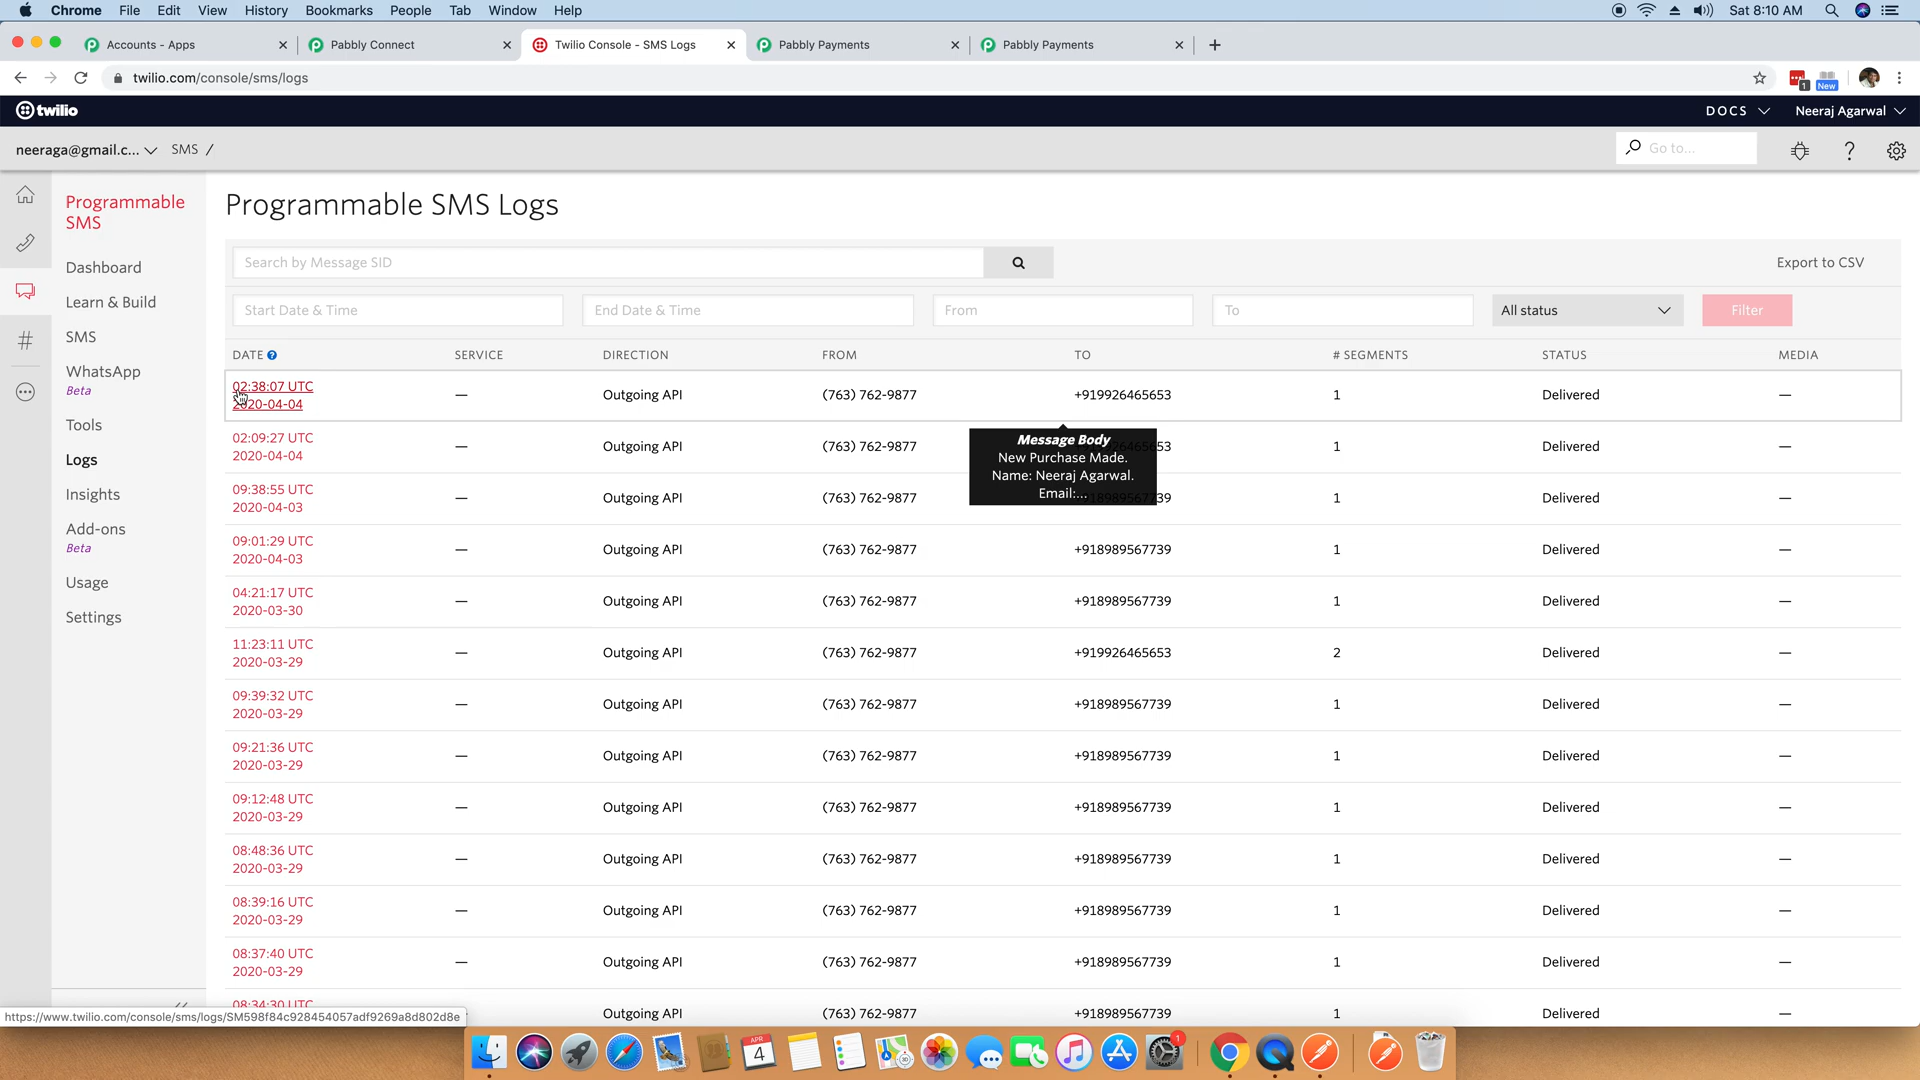 Chrome File Edit View History Bookmarks People Tab Window Help Sat 8:10 AM
Accounts - Apps Pabbly Connect Twilio Console - SMS Logs Pabbly Payments Pabbly Payments
twilio.com/console/sms/logs 1 New
twilio DOCS Neeraj Agarwal
neeraga@gmail.c... SMS / Go to...
Programmable SMS
Dashboard
Learn & Build
SMS
WhatsApp
Beta
Tools
Logs
Insights
Add-ons
Beta
Usage
Settings
Programmable SMS Logs
Search by Message SID Export to CSV
Start Date & Time End Date & Time From To All status Filter
DATE SERVICE DIRECTION FROM TO # SEGMENTS STATUS MEDIA
02:38:07 UTC
2020-04-04 — Outgoing API (763) 762-9877 +919926465653 1 Delivered —
Message Body
New Purchase Made.
Name: Neeraj Agarwal.
Email:...
02:09:27 UTC
2020-04-04 — Outgoing API (763) 762-9877 1 Delivered —
09:38:55 UTC
2020-04-03 — Outgoing API (763) 762-9877 1 Delivered —
09:01:29 UTC
2020-04-03 — Outgoing API (763) 762-9877 +918989567739 1 Delivered —
04:21:17 UTC
2020-03-30 — Outgoing API (763) 762-9877 +918989567739 1 Delivered —
11:23:11 UTC
2020-03-29 — Outgoing API (763) 762-9877 +919926465653 2 Delivered —
09:39:32 UTC
2020-03-29 — Outgoing API (763) 762-9877 +918989567739 1 Delivered —
09:21:36 UTC
2020-03-29 — Outgoing API (763) 762-9877 +918989567739 1 Delivered —
09:12:48 UTC
2020-03-29 — Outgoing API (763) 762-9877 +918989567739 1 Delivered —
08:48:36 UTC
2020-03-29 — Outgoing API (763) 762-9877 +918989567739 1 Delivered —
08:39:16 UTC
2020-03-29 — Outgoing API (763) 762-9877 +918989567739 1 Delivered —
08:37:40 UTC
2020-03-29 — Outgoing API (763) 762-9877 +918989567739 1 Delivered —
08:34:30 UTC
— Outgoing API (763) 762-9877 +918989567739 1 Delivered —
https://www.twilio.com/console/sms/logs/SM598f84c928454057adf9269a8d802d8e
APR
4
1